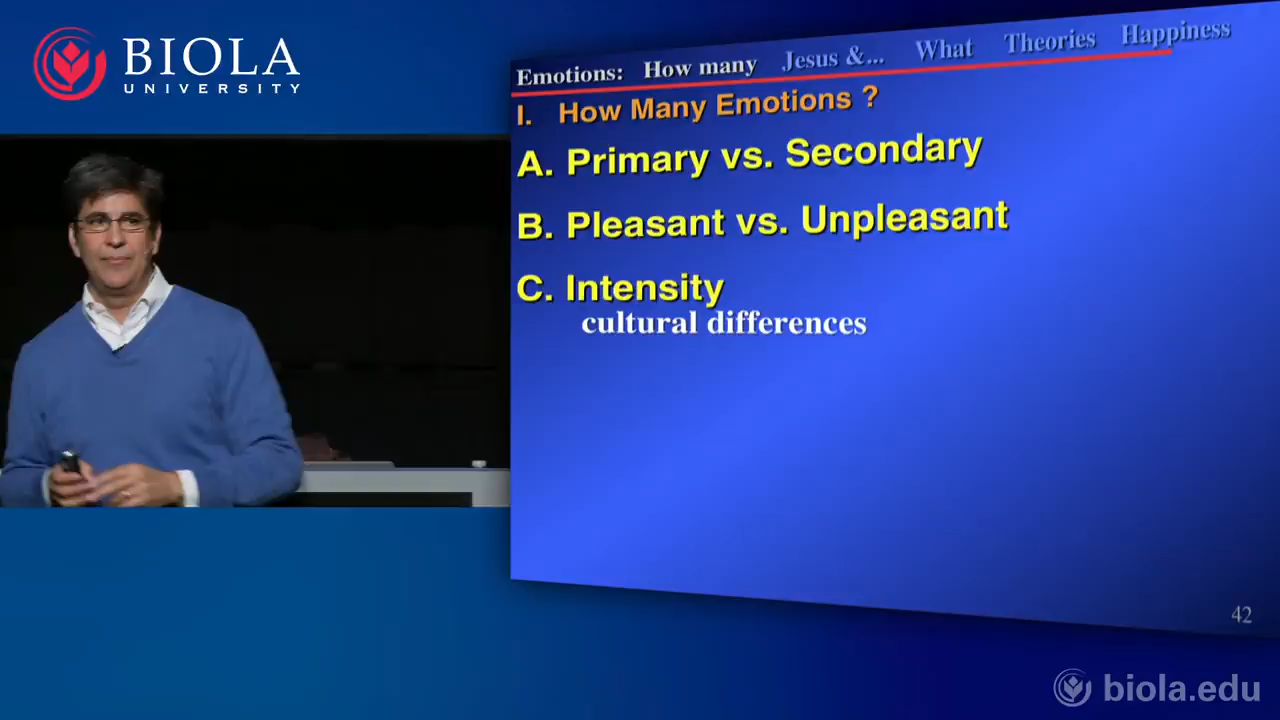 BIOLA
UNIVERSITY
Emotions: How many Jesus &... What Theories Happiness
I. How Many Emotions ?
A. Primary vs. Secondary
B. Pleasant vs. Unpleasant
C. Intensity
cultural differences
42
biola.edu